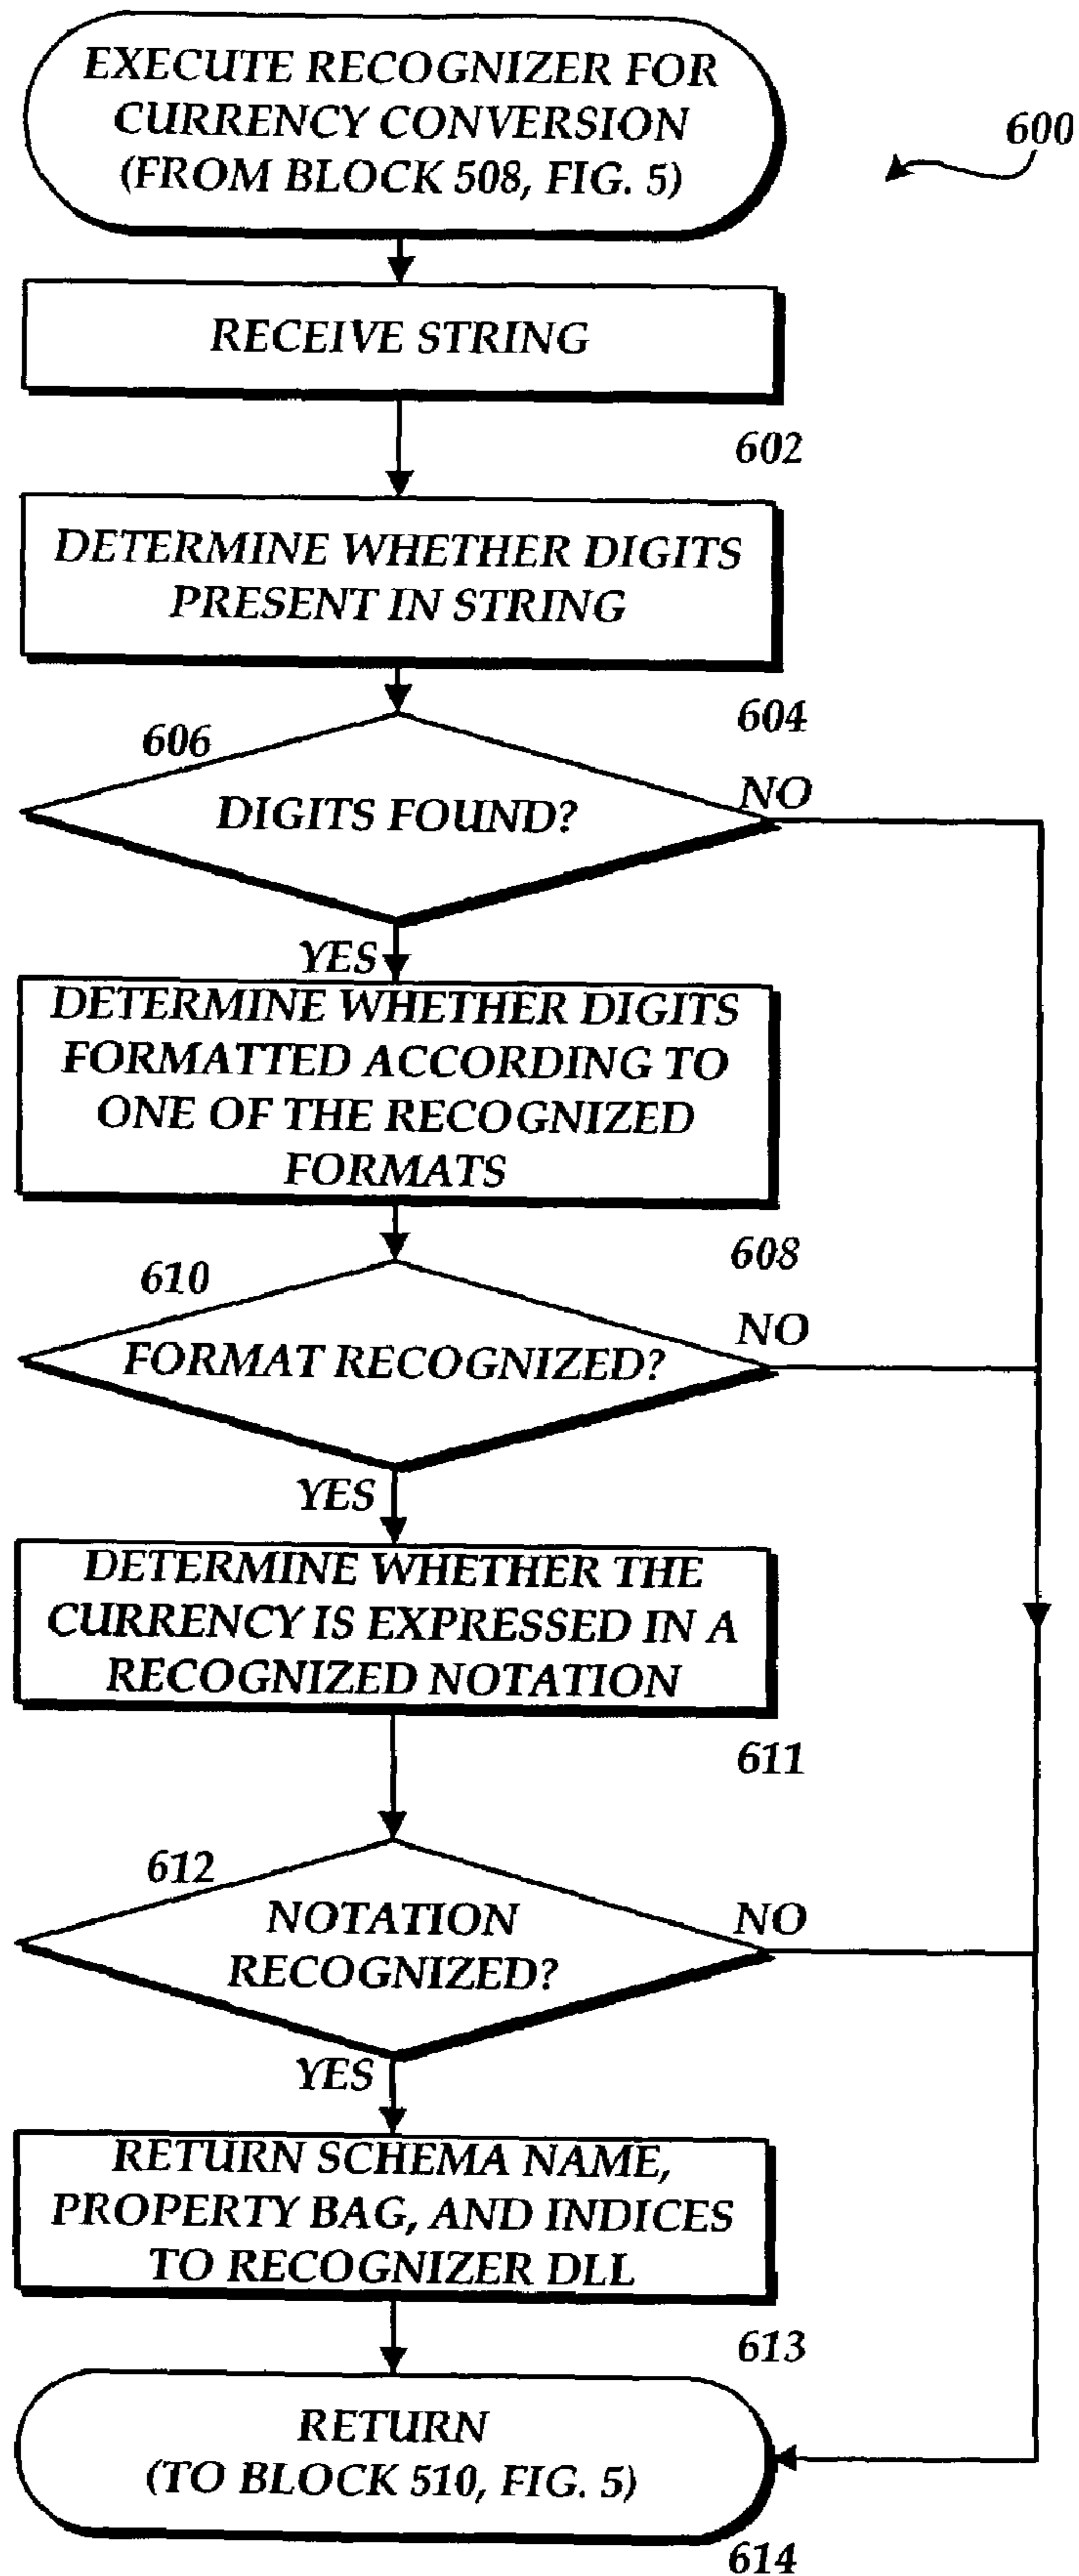 EXECUTE RECOGNIZER FOR
CURRENCY CONVERSION
(FROM BLOCK 508, FIG. 5)
600
RECEIVE STRING
602
DETERMINE WHETHER DIGITS
PRESENT IN STRING
604
606
DIGITS FOUND?
NO
YES
DETERMINE WHETHER DIGITS
FORMATTED ACCORDING TO
ONE OF THE RECOGNIZED
FORMATS
608
610
FORMAT RECOGNIZED?
NO
YES
DETERMINE WHETHER THE
CURRENCY IS EXPRESSED IN A
RECOGNIZED NOTATION
611
612
NOTATION
RECOGNIZED?
NO
YES
RETURN SCHEMA NAME,
PROPERTY BAG, AND INDICES
TO RECOGNIZER DLL
613
RETURN
(TO BLOCK 510, FIG. 5)
614